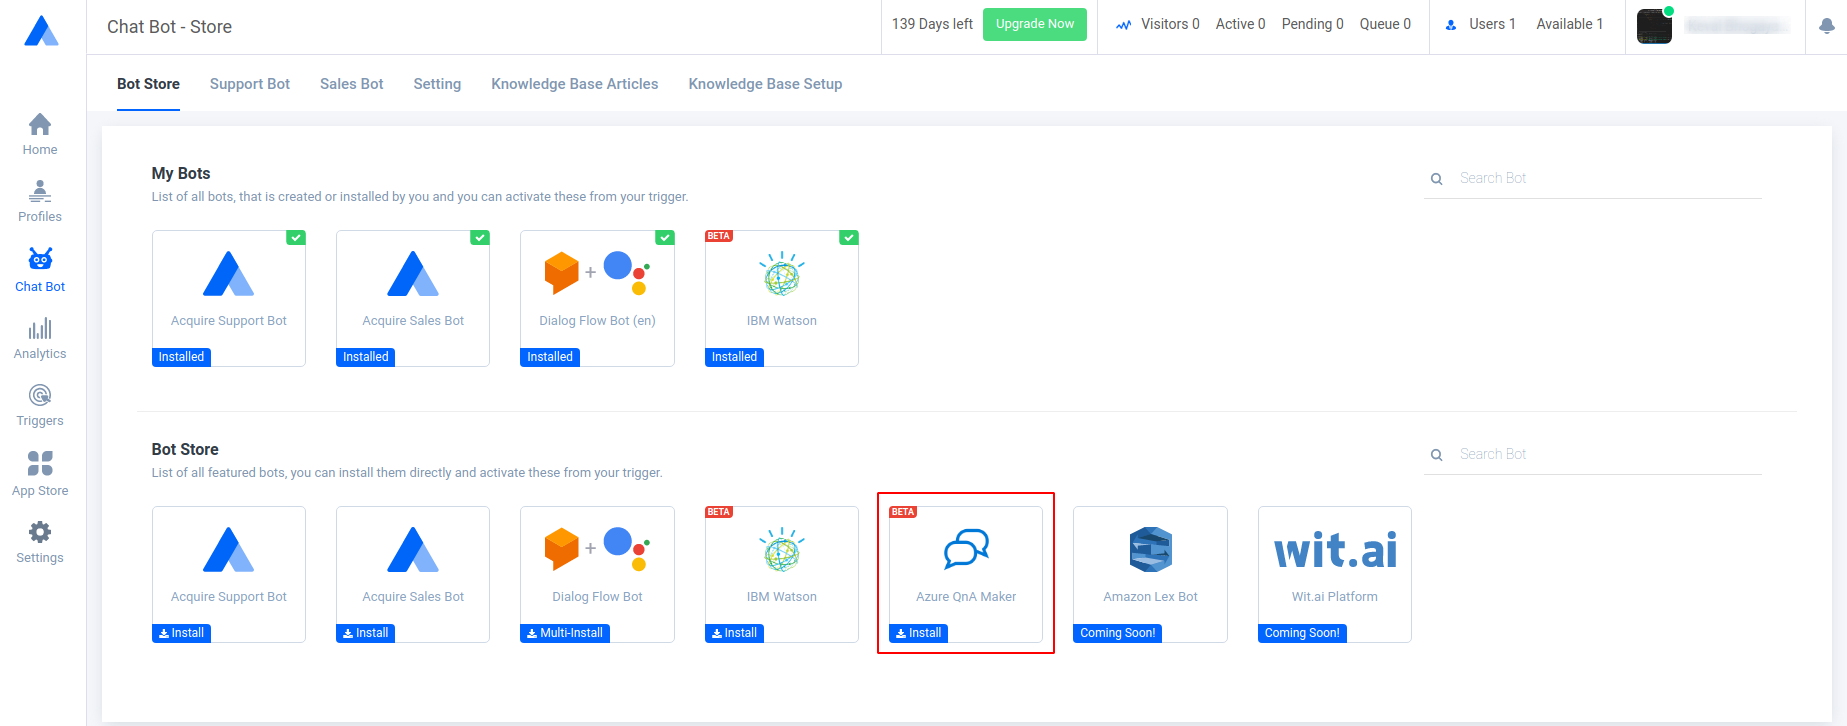 Chat Bot - Store
139 Days left Upgrade Now Visitors 0 Active 0 Pending 0 Queue 0 Users 1 Available 1
Bot Store Support Bot Sales Bot Setting Knowledge Base Articles Knowledge Base Setup
Home
Profiles
Chat Bot
Analytics
Triggers
App Store
Settings
My Bots
List of all bots, that is created or installed by you and you can activate these from your trigger.
Search Bot
Acquire Support Bot
Installed
Acquire Sales Bot
Installed
Dialog Flow Bot (en)
Installed
BETA
IBM Watson
Installed
Bot Store
List of all featured bots, you can install them directly and activate these from your trigger.
Search Bot
Acquire Support Bot
Install
Acquire Sales Bot
Install
Dialog Flow Bot
Multi-Install
BETA
IBM Watson
Install
BETA
Azure QnA Maker
Install
Amazon Lex Bot
Coming Soon!
wit.ai
Wit.ai Platform
Coming Soon!